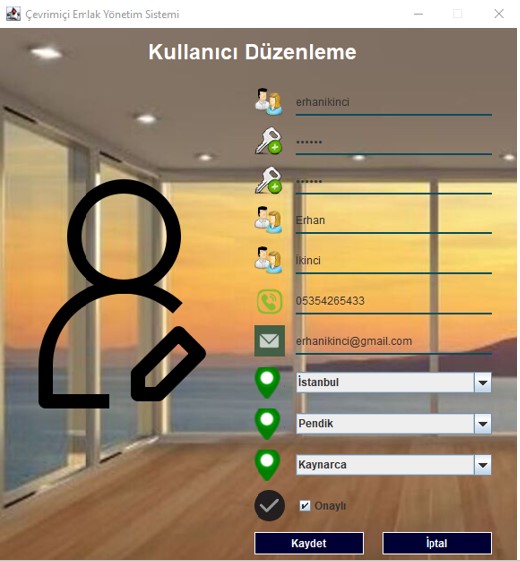 Çevrimiçi Emlak Yönetim Sistemi
Kullanıcı Düzenleme
erhanikinci
••••••
••••••
Erhan
İkinci
05354265433
erhanikinci@gmail.com
İstanbul
Pendik
Kaynarca
Onaylı
Kaydet
İptal